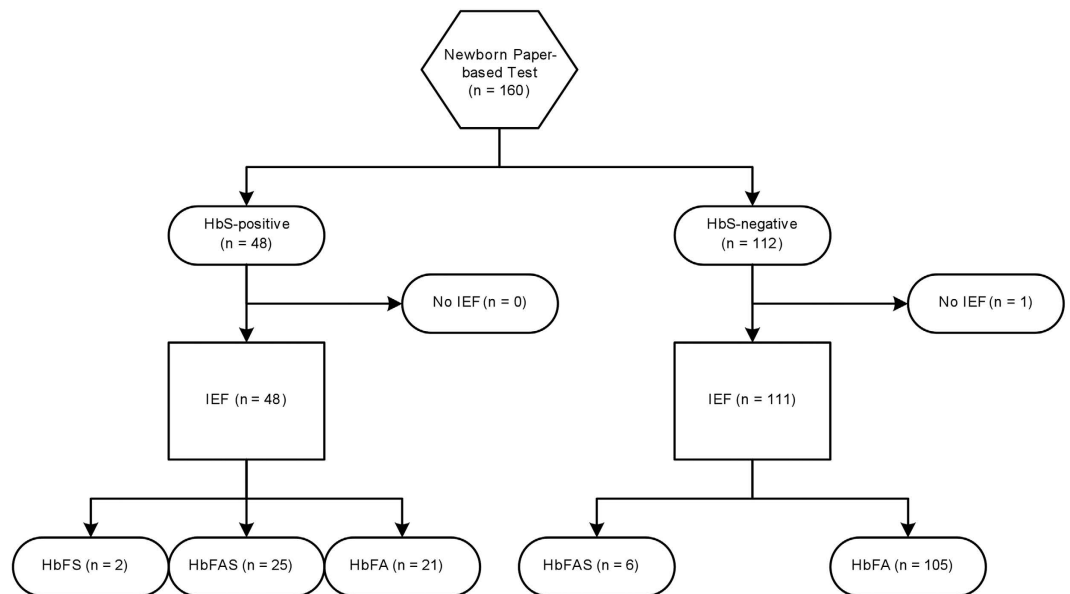 Newborn Paper-
based Test
(n = 160)
HbS-positive
(n = 48)
HbS-negative
(n = 112)
No IEF (n = 0)
No IEF (n = 1)
IEF (n = 48)
IEF (n = 111)
HbFS (n = 2)
HbFAS (n = 25)
HbFA (n = 21)
HbFAS (n = 6)
HbFA (n = 105)